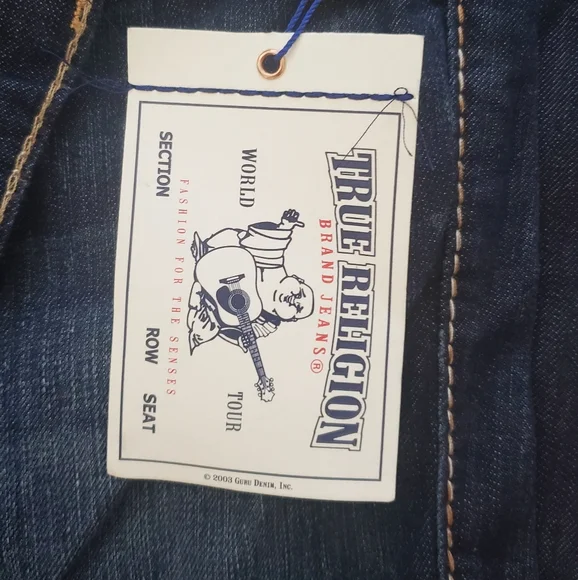 TRUE RELIGION
BRAND JEANS®
WORLD TOUR
FASHION FOR THE SENSES
SECTION ROW SEAT
© 2003 GURU DENIM, INC.